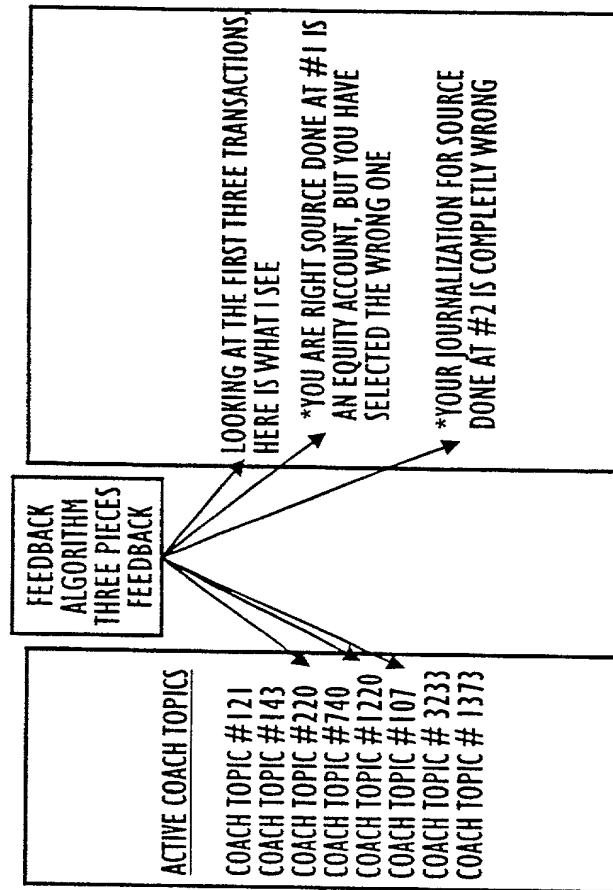 ACTIVE COACH TOPICS
COACH TOPIC #121
COACH TOPIC #143
COACH TOPIC #220
COACH TOPIC #740
COACH TOPIC #1220
COACH TOPIC #107
COACH TOPIC # 3233
COACH TOPIC # 1373
FEEDBACK
ALGORITHM
THREE PIECES
FEEDBACK
LOOKING AT THE FIRST THREE TRANSACTIONS,
HERE IS WHAT I SEE
*YOU ARE RIGHT SOURCE DONE AT #1 IS
AN EQUITY ACCOUNT, BUT YOU HAVE
SELECTED THE WRONG ONE
*YOUR JOURNALIZATION FOR SOURCE
DONE AT #2 IS COMPLETLY WRONG